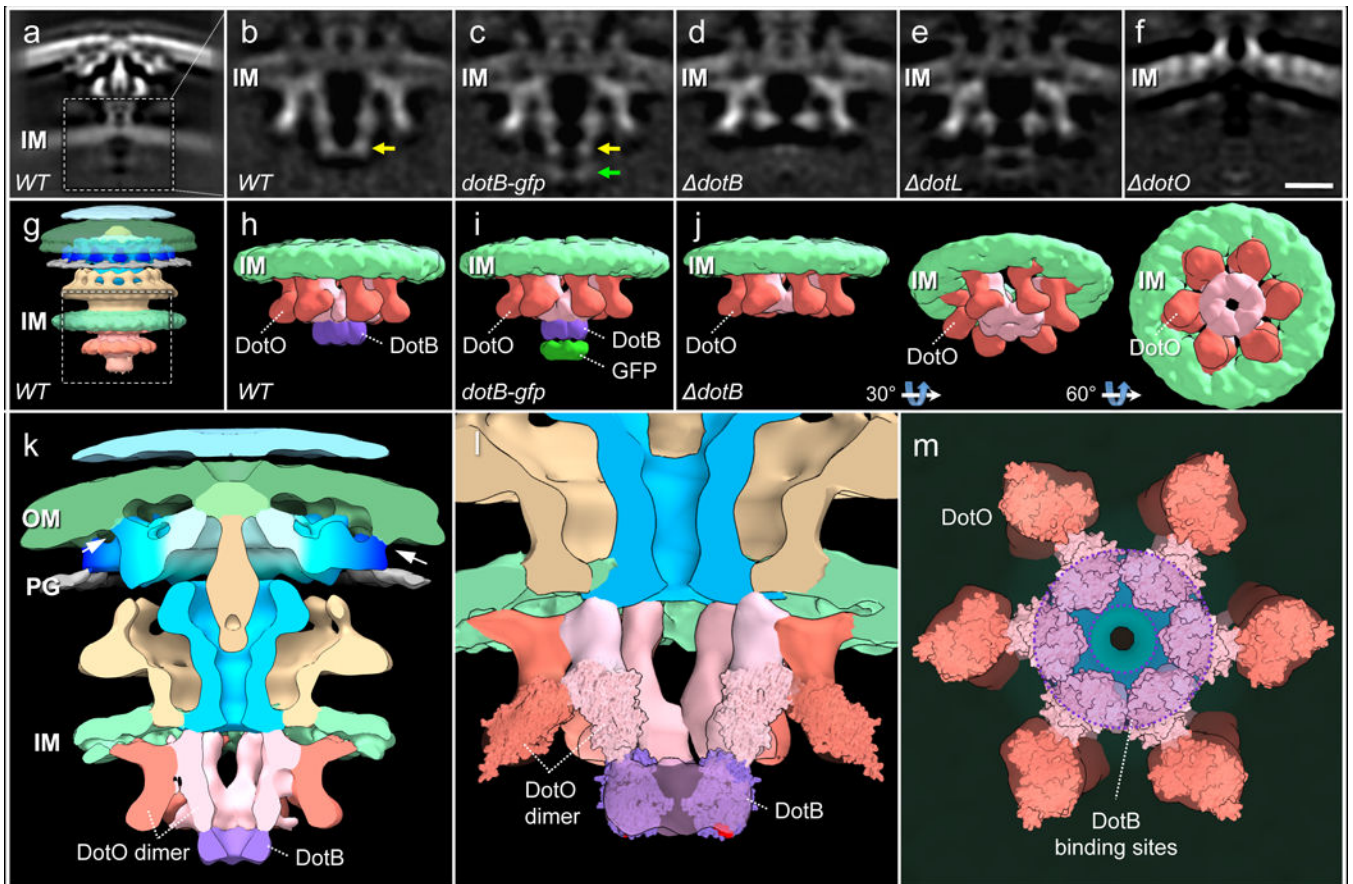 a
IM
WT
b
IM
WT
c
IM
dotB-gfp
d
IM
ΔdotB
e
IM
ΔdotL
f
IM
ΔdotO
g
IM
WT
h
IM
DotO
DotB
WT
i
IM
DotO
DotB
GFP
dotB-gfp
j
IM
DotO
ΔdotB
IM
DotO
30°
IM
DotO
60°
k
OM
PG
IM
DotO dimer
DotB
l
DotO
dimer
DotB
m
DotO
DotB
binding sites